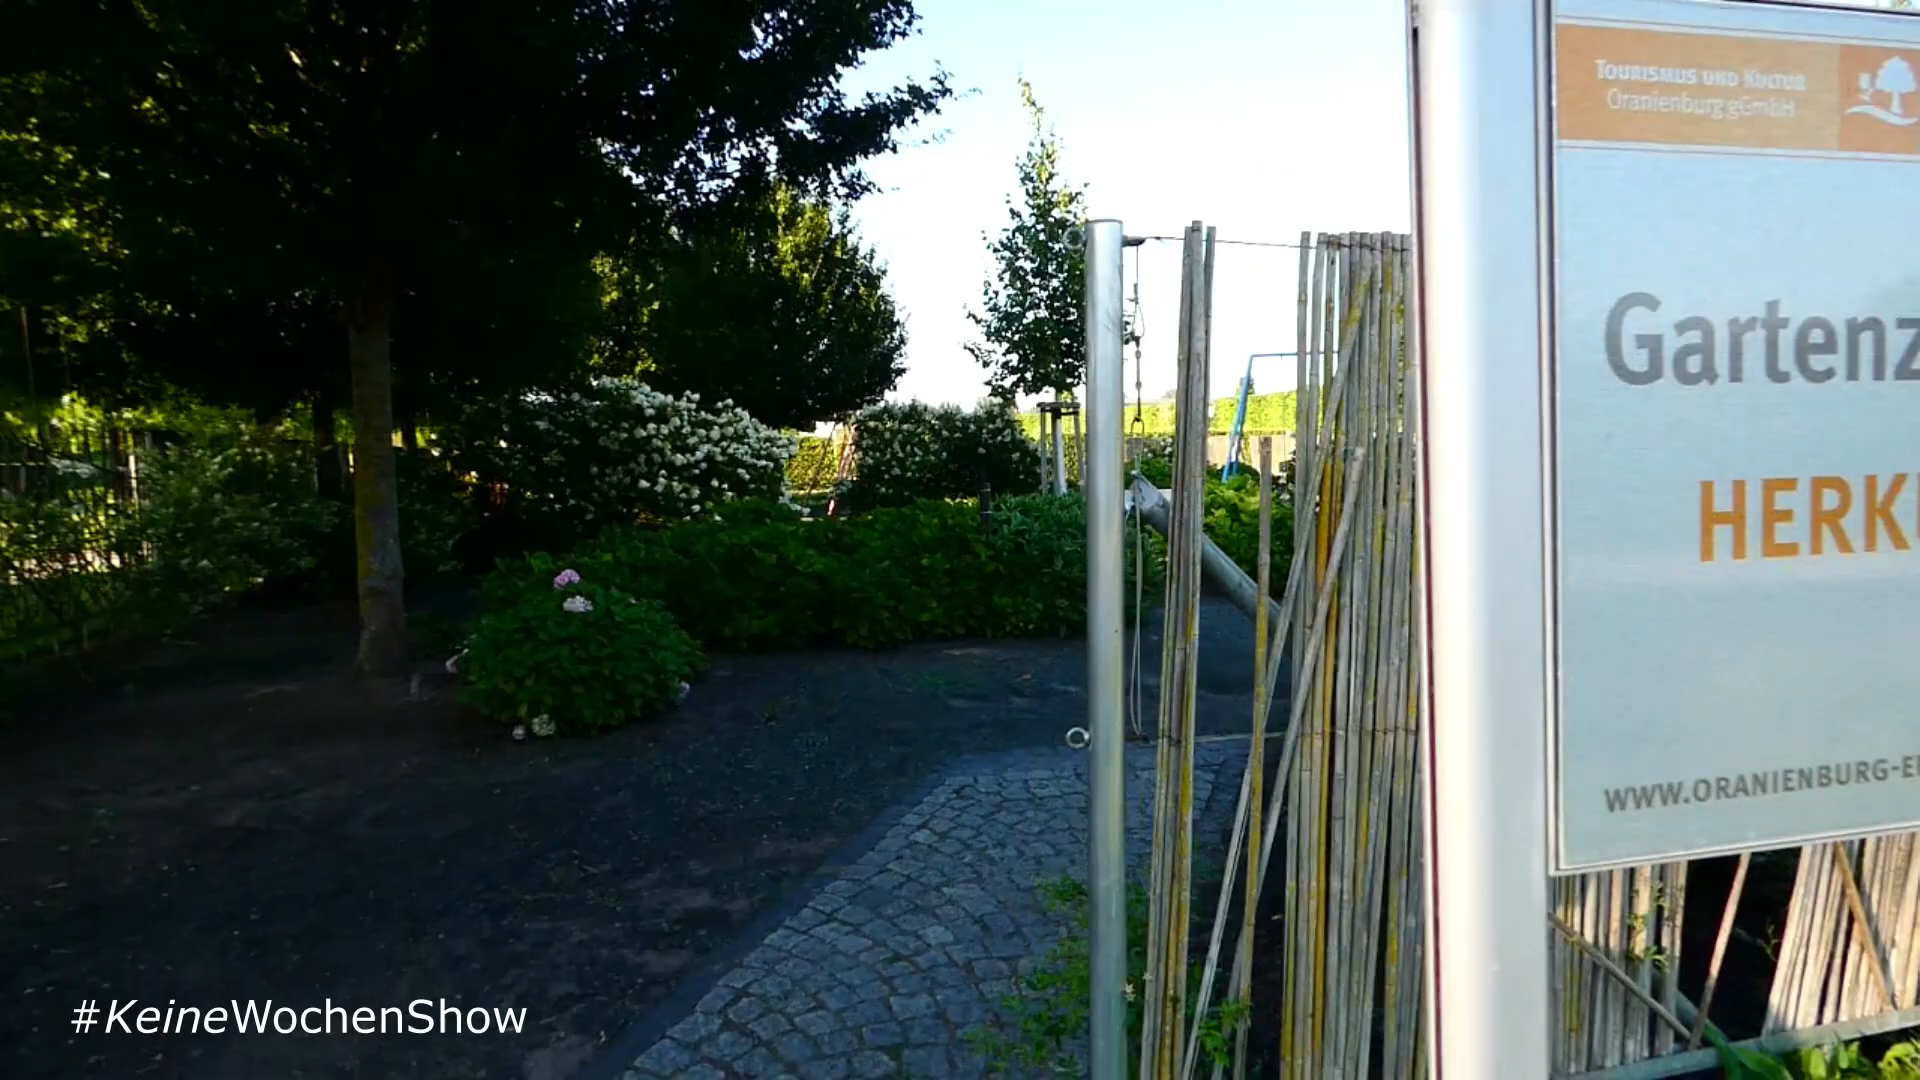 TOURISMUS UND KULTUR
Oranienburg gGmbH
Gartenz
HERK
WWW.ORANIENBURG-E
#KeineWochenShow